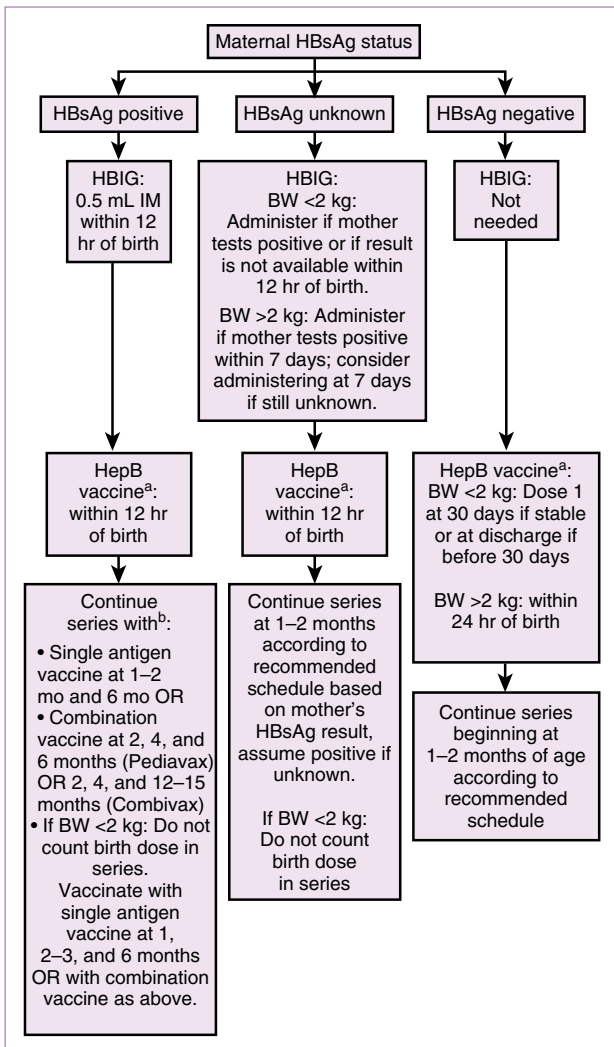 Maternal HBsAg status
HBsAg positive
HBsAg unknown
HBsAg negative
HBIG:
0.5 mL IM
within 12
hr of birth
HBIG:
BW <2 kg:
Administer if mother
tests positive or if result
is not available within
12 hr of birth.
BW >2 kg: Administer
if mother tests positive
within 7 days; consider
administering at 7 days
if still unknown.
HBIG:
Not
needed
HepB
vaccineᵃ:
within 12 hr
of birth
HepB
vaccineᵃ:
within 12 hr
of birth
HepB vaccineᵃ:
BW <2 kg: Dose 1
at 30 days if stable
or at discharge if
before 30 days
BW >2 kg: within
24 hr of birth
Continue
series withᵇ:
• Single antigen
vaccine at 1–2
mo and 6 mo OR
• Combination
vaccine at 2, 4, and
6 months (Pediavax)
OR 2, 4, and 12–15
months (Combivax)
• If BW <2 kg: Do not
count birth dose in
series.
Vaccinate with
single antigen
vaccine at 1,
2–3, and 6 months
OR with combination
vaccine as above.
Continue series
at 1–2 months
according to
recommended
schedule based
on mother's
HBsAg result,
assume positive if
unknown.
If BW <2 kg:
Do not count
birth dose
in series
Continue series
beginning at
1–2 months of age
according to
recommended
schedule